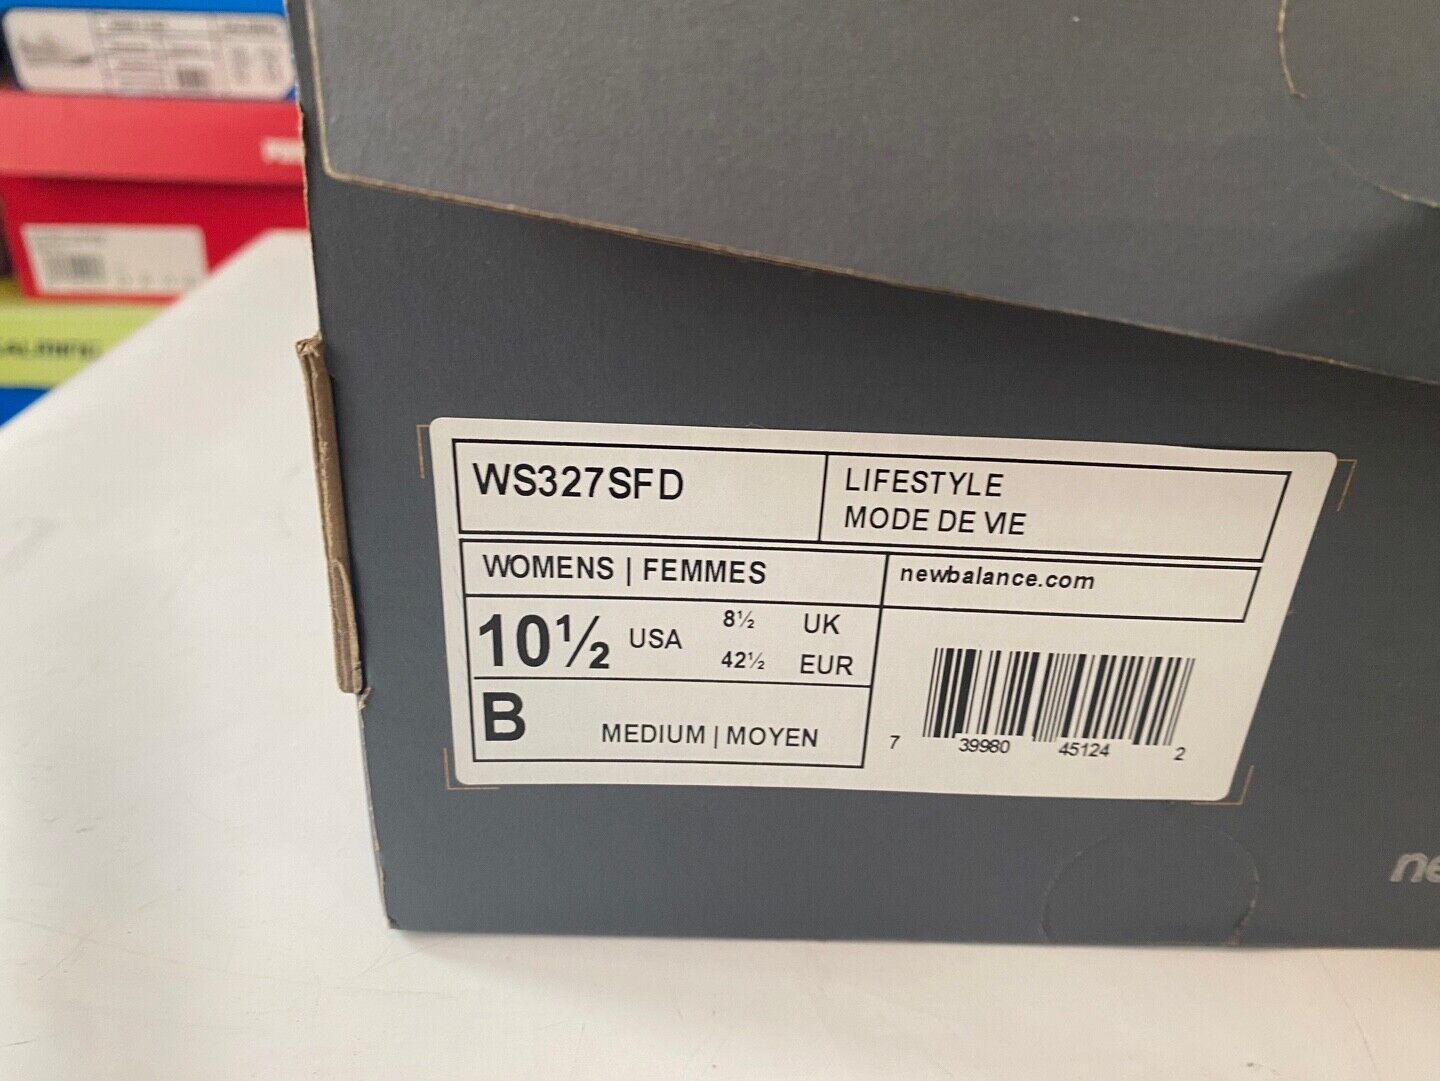 WS327SFD
LIFESTYLE
MODE DE VIE
WOMENS | FEMMES
newbalance.com
10½ USA
8½ UK
42½ EUR
B
MEDIUM | MOYEN
7 39980 45124 2
ne